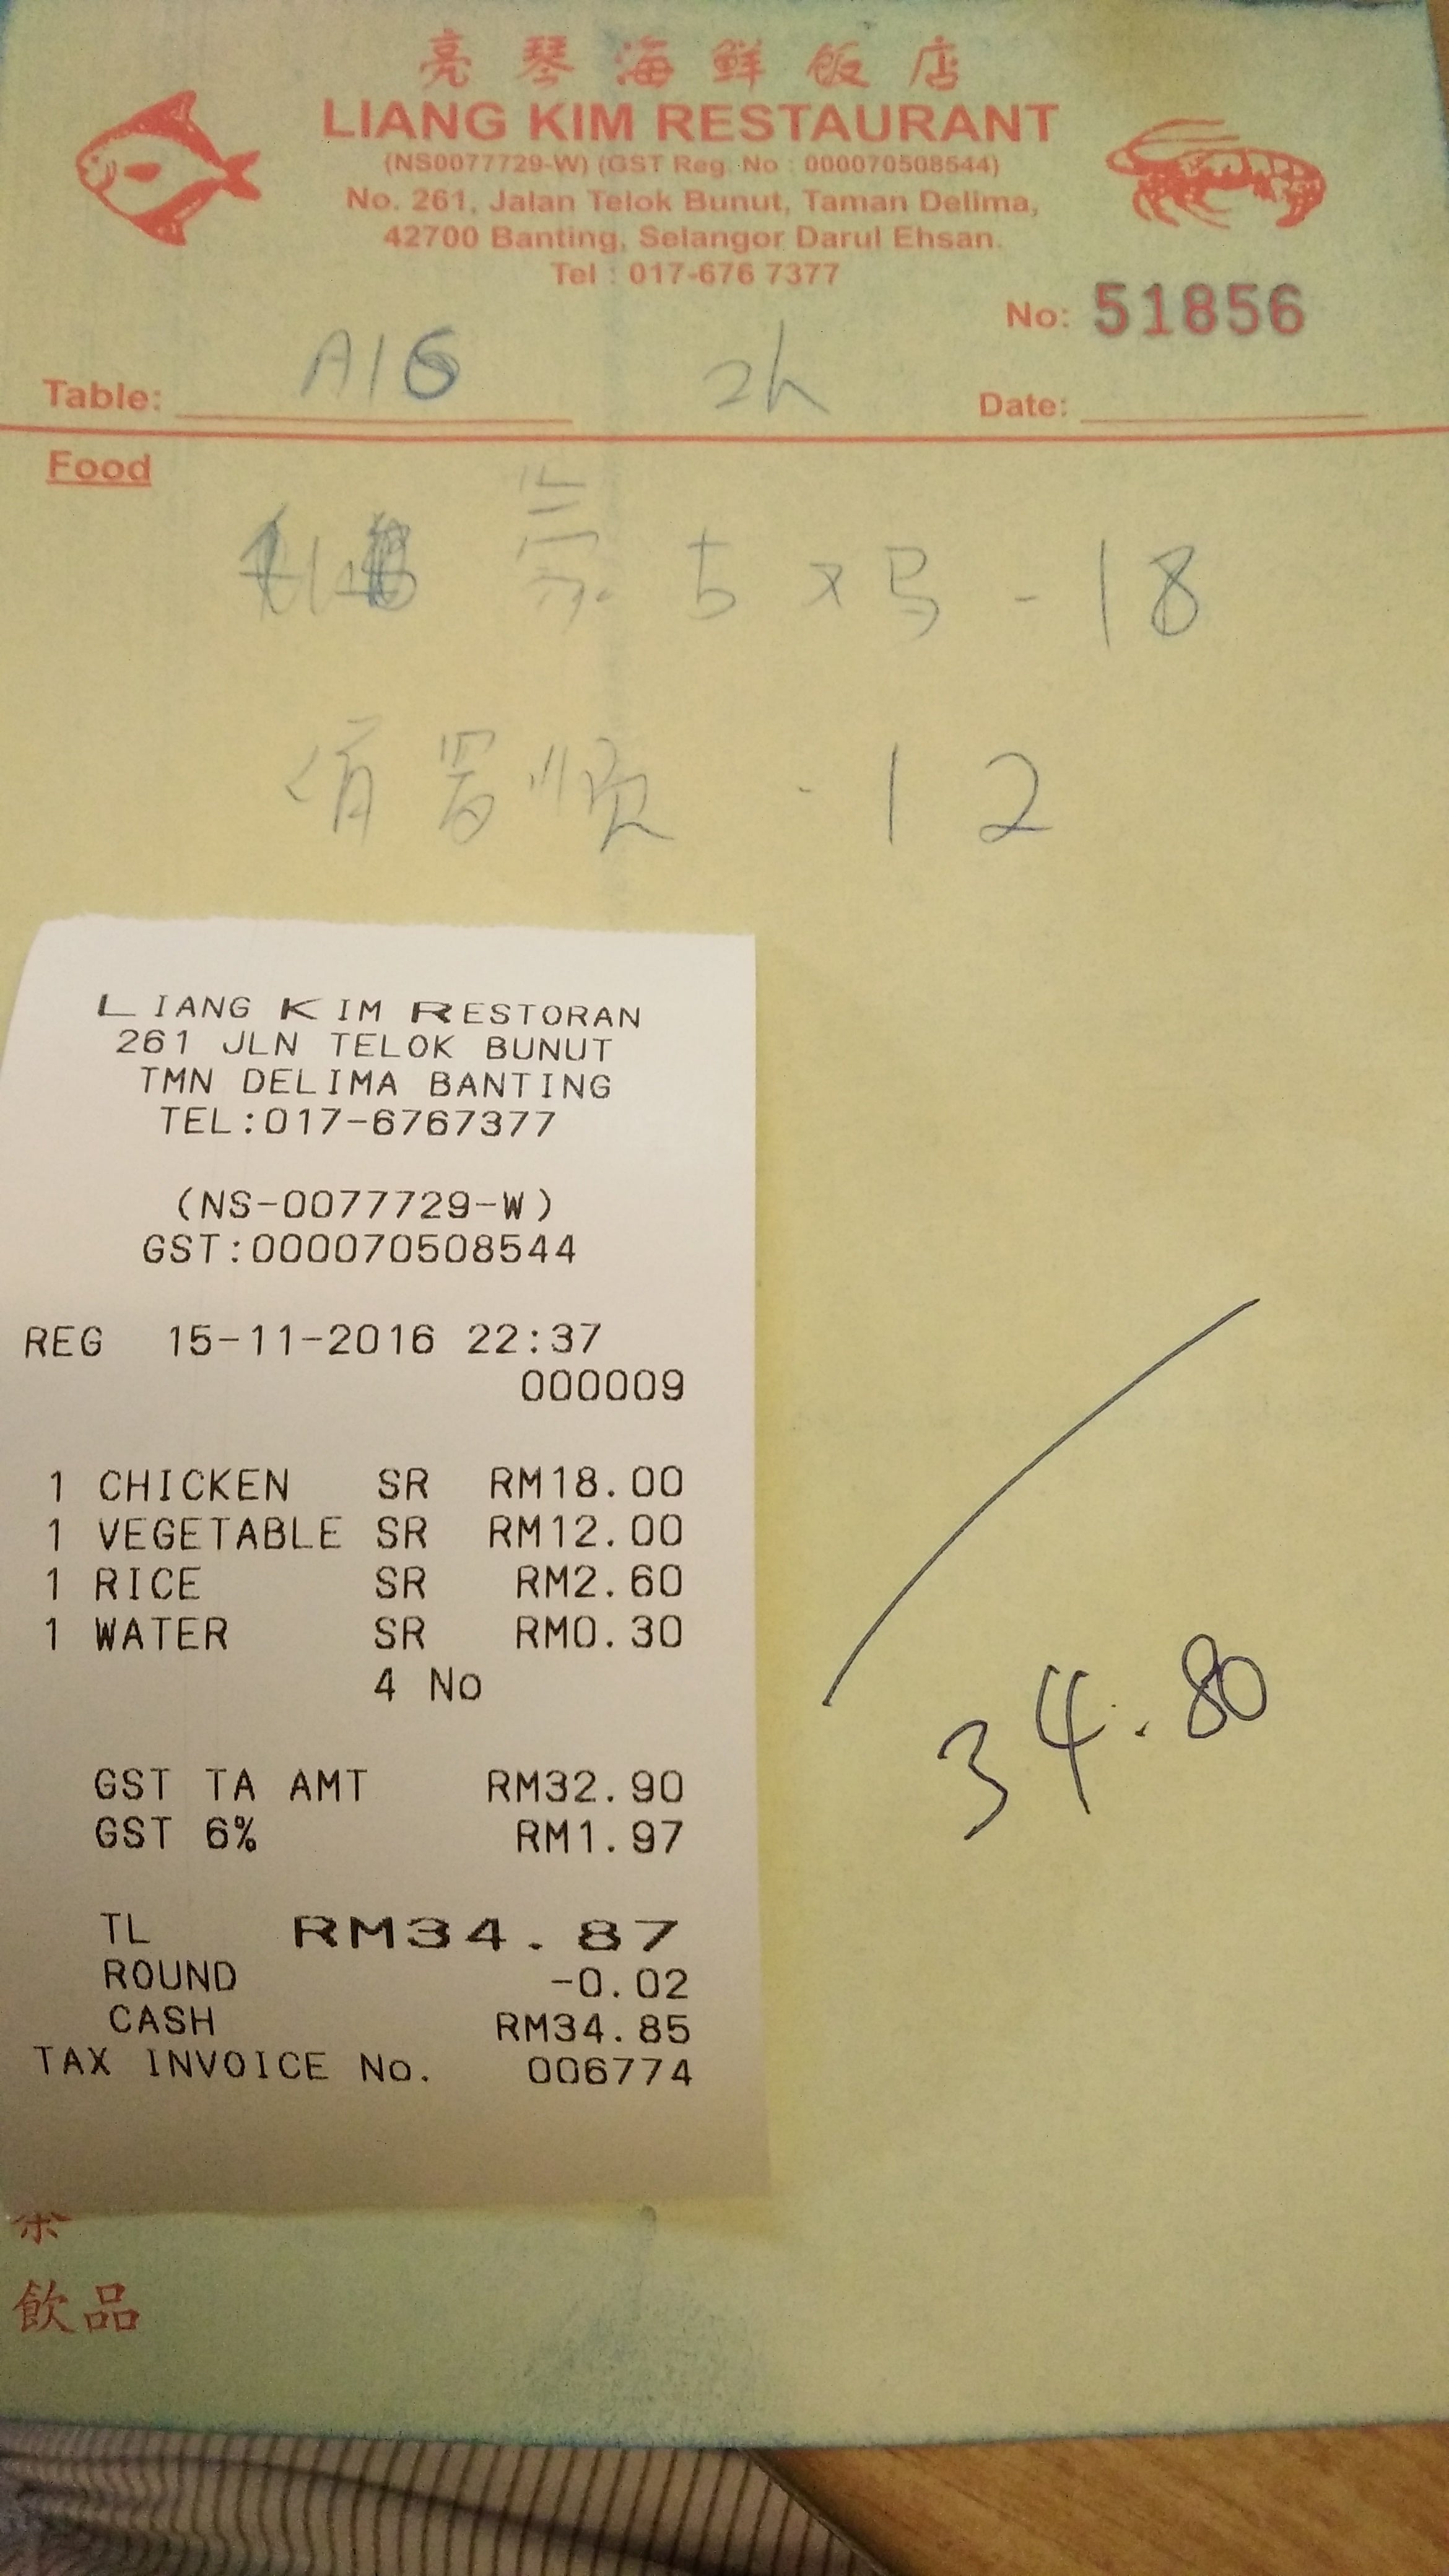 亮琴海鮮飯店
LIANG KIM RESTAURANT
(NS0077729-W) (GST Reg. No : 000070508544)
No. 261, Jalan Telok Bunut, Taman Delima,
42700 Banting, Selangor Darul Ehsan.
Tel : 017-676 7377
No: 51856
Table: A16 2h Date:
Food
- 18
- 12
LIANG KIM RESTORAN
261 JLN TELOK BUNUT
TMN DELIMA BANTING
TEL:017-6767377
(NS-0077729-W)
GST:000070508544
REG 15-11-2016 22:37
000009
1 CHICKEN SR RM18.00
1 VEGETABLE SR RM12.00
1 RICE SR RM2.60
1 WATER SR RM0.30
4 No
GST TA AMT RM32.90
GST 6% RM1.97
TL RM34.87
ROUND -0.02
CASH RM34.85
TAX INVOICE No. 006774
34.80
茶
飲品